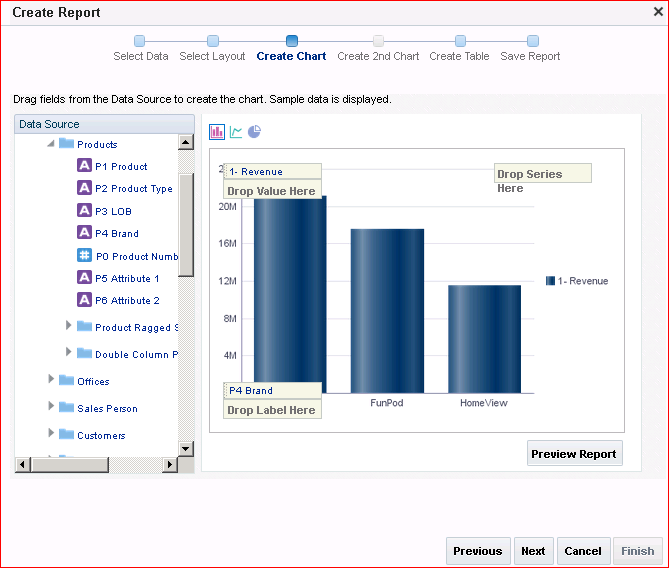 Create Report
Select Data Select Layout Create Chart Create 2nd Chart Create Table Save Report
Drag fields from the Data Source to create the chart. Sample data is displayed.
Data Source
Products
P1 Product
P2 Product Type
P3 LOB
P4 Brand
P0 Product Numb
P5 Attribute 1
P6 Attribute 2
Product Ragged S
Double Column P
Offices
Sales Person
Customers
1- Revenue
Drop Value Here
Drop Series
Here
20M
16M
12M
8M
4M
1- Revenue
P4 Brand
Drop Label Here
FunPod
HomeView
Preview Report
Previous Next Cancel Finish